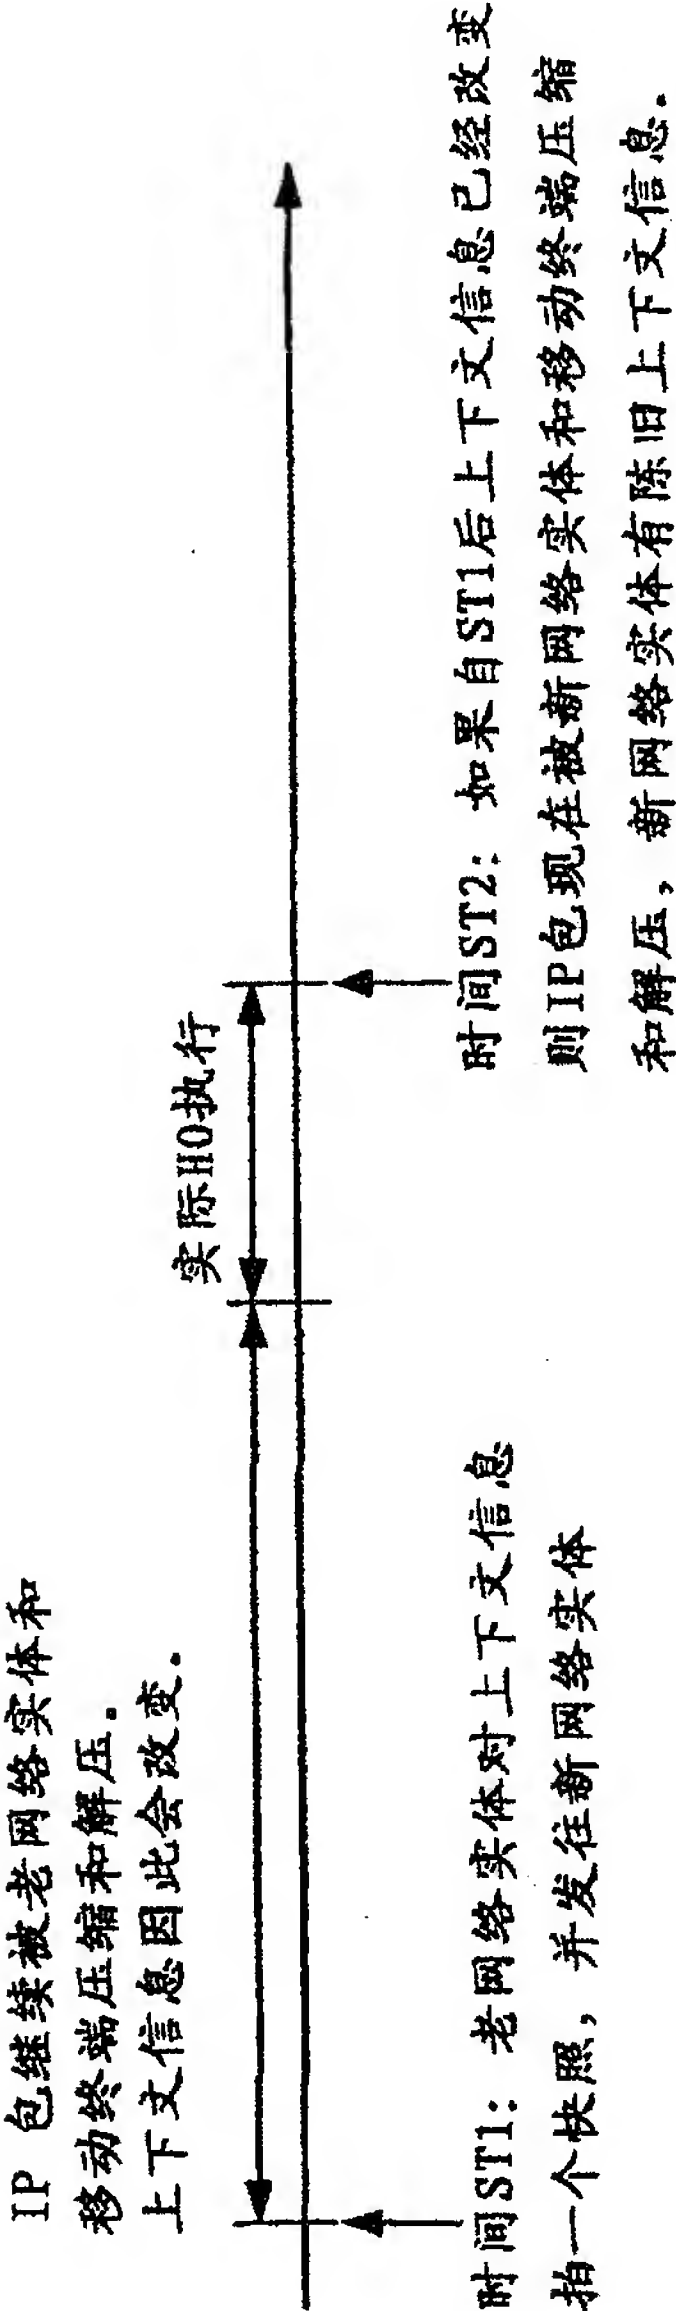 IP 包继续被老网络实体和
移动终端压缩和解压。
上下文信息因此会改变。
实际HO执行
时间ST1: 老网络实体对上下文信息
拍一个快照, 并发往新网络实体
时间ST2: 如果自ST1后上下文信息已经改变
则IP包现在被新网络实体和移动终端压缩
和解压, 新网络实体有陈旧上下文信息。